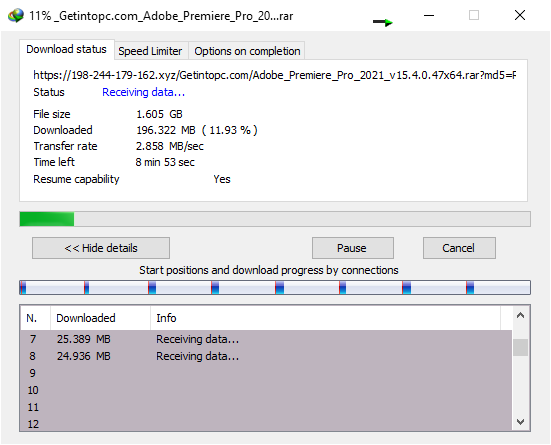 11% _Getintopc.com_Adobe_Premiere_Pro_20...rar
Download status Speed Limiter Options on completion
https://198-244-179-162.xyz/Getintopc.com/Adobe_Premiere_Pro_2021_v15.4.0.47x64.rar?md5=F
Status Receiving data...
File size 1.605 GB
Downloaded 196.322 MB ( 11.93 % )
Transfer rate 2.858 MB/sec
Time left 8 min 53 sec
Resume capability Yes
<< Hide details Pause Cancel
Start positions and download progress by connections
N. Downloaded Info
7 25.389 MB Receiving data...
8 24.936 MB Receiving data...
9
10
11
12